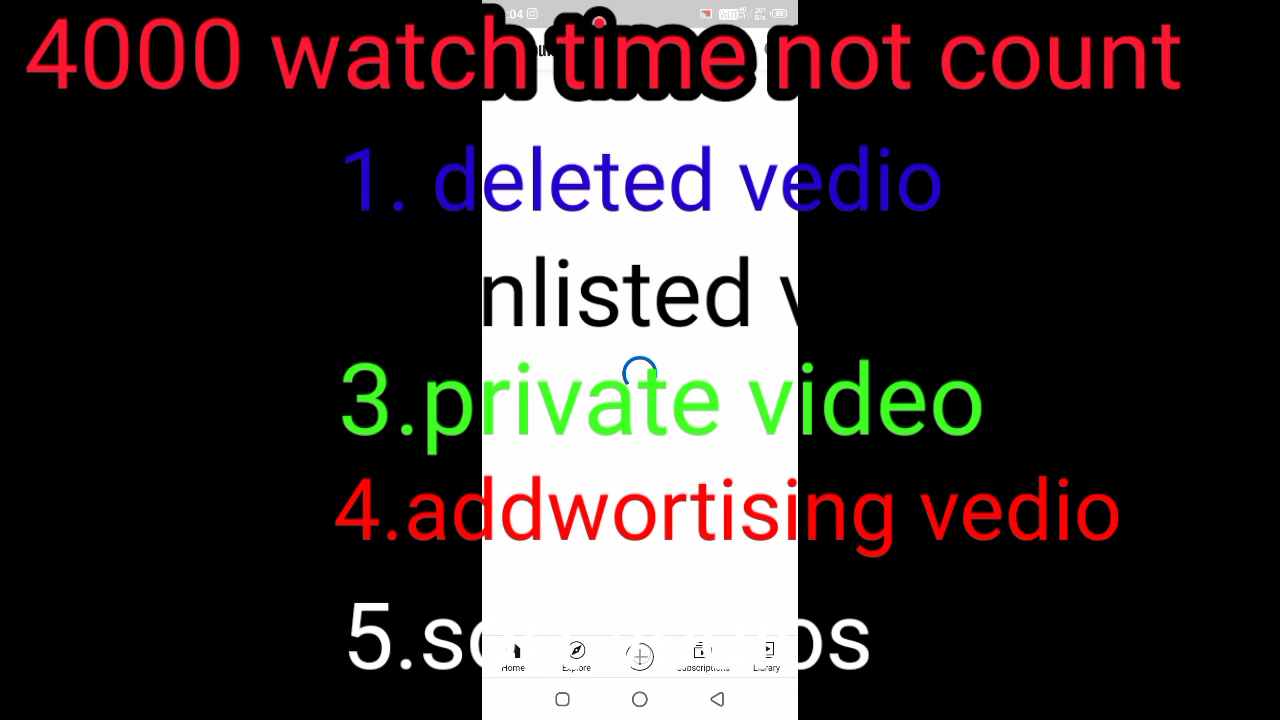 :04
4000 watch time not count
1. deleted vedio
nlisted
3.private video
4.addwortising vedio
5.
Home Explore Subscriptions Library